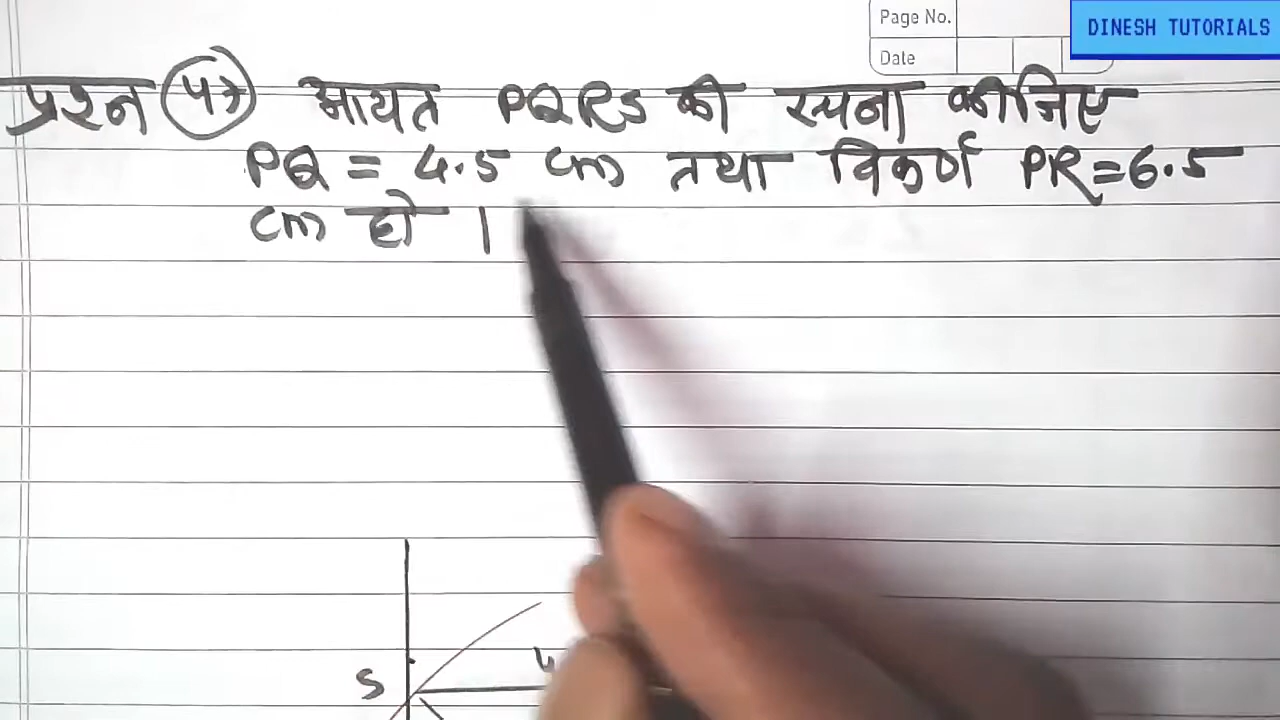 Page No.
DINESH TUTORIALS
Date
प्रश्न 5→ आयत PQRS की रचना कीजिए
PQ = 4.5 cm तथा विकर्ण PR=6.5
cm हो ।
S